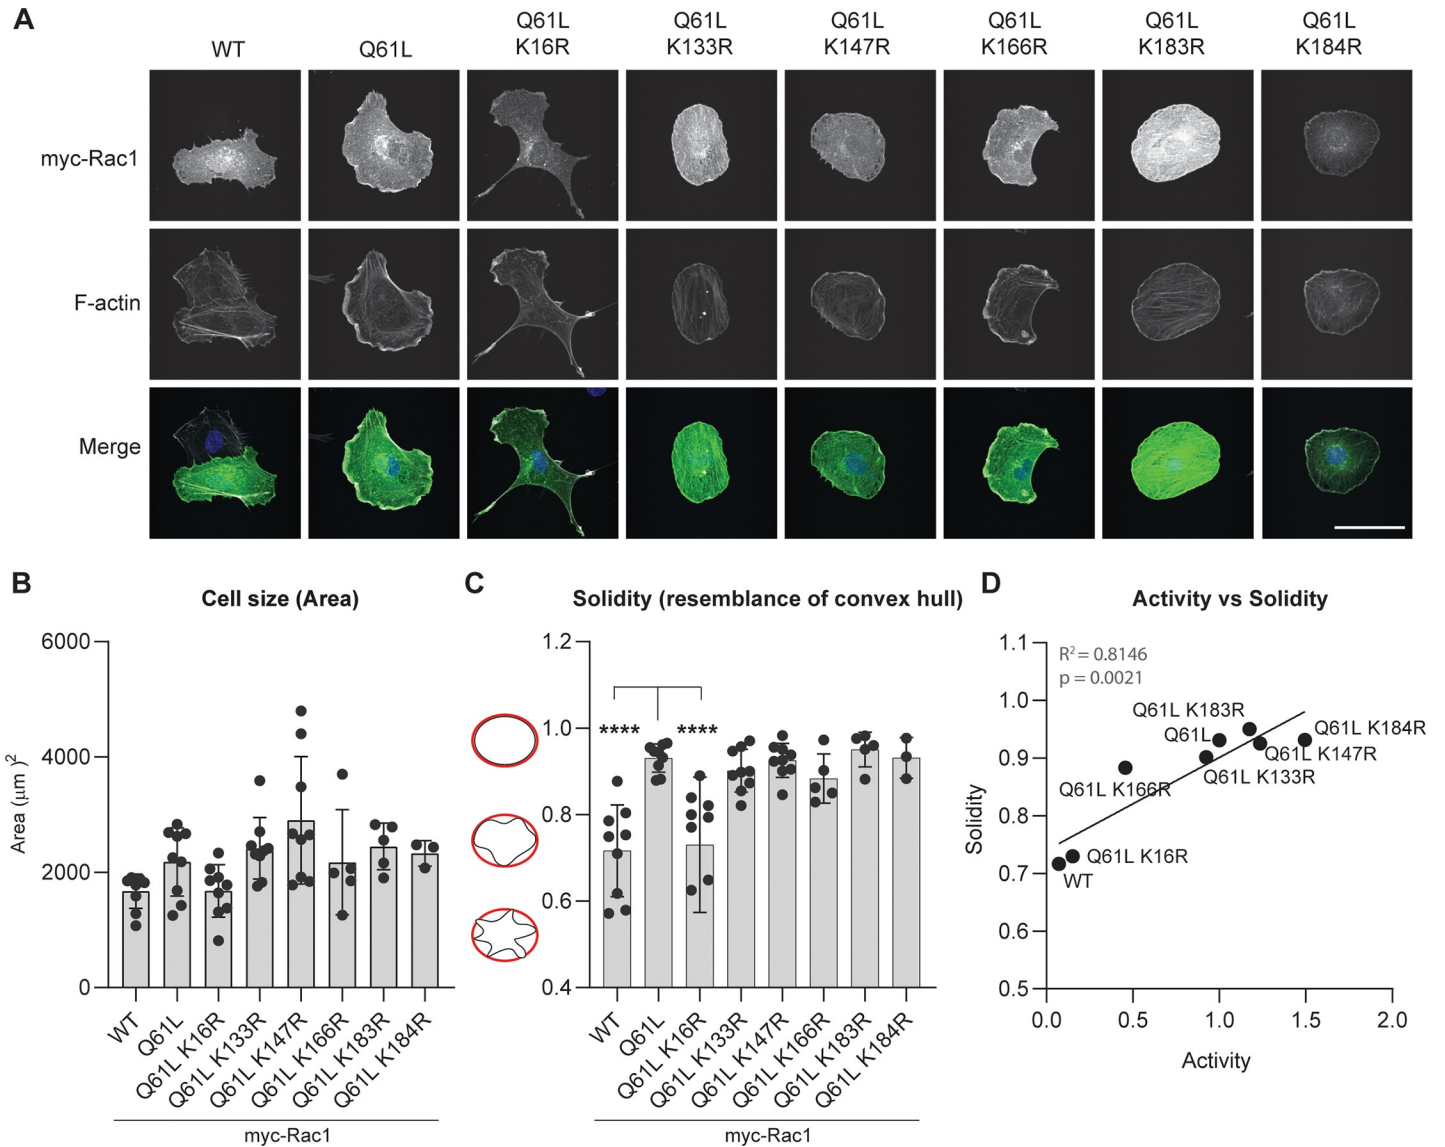 A
WT
Q61L
Q61L
K16R
Q61L
K133R
Q61L
K147R
Q61L
K166R
Q61L
K183R
Q61L
K184R
myc-Rac1
F-actin
Merge
B
Cell size (Area)
Area (μm)²
6000
4000
2000
0
WT
Q61L
Q61L K16R
Q61L K133R
Q61L K147R
Q61L K166R
Q61L K183R
Q61L K184R
myc-Rac1
C
Solidity (resemblance of convex hull)
1.2
1.0
0.8
0.6
0.4
**** ****
WT
Q61L
Q61L K16R
Q61L K133R
Q61L K147R
Q61L K166R
Q61L K183R
Q61L K184R
myc-Rac1
D
Activity vs Solidity
R² = 0.8146
p = 0.0021
Solidity
1.1
1.0
0.9
0.8
0.7
0.6
0.5
Q61L K183R
Q61L
Q61L K184R
Q61L K147R
Q61L K133R
Q61L K166R
Q61L K16R
WT
0.0 0.5 1.0 1.5 2.0
Activity